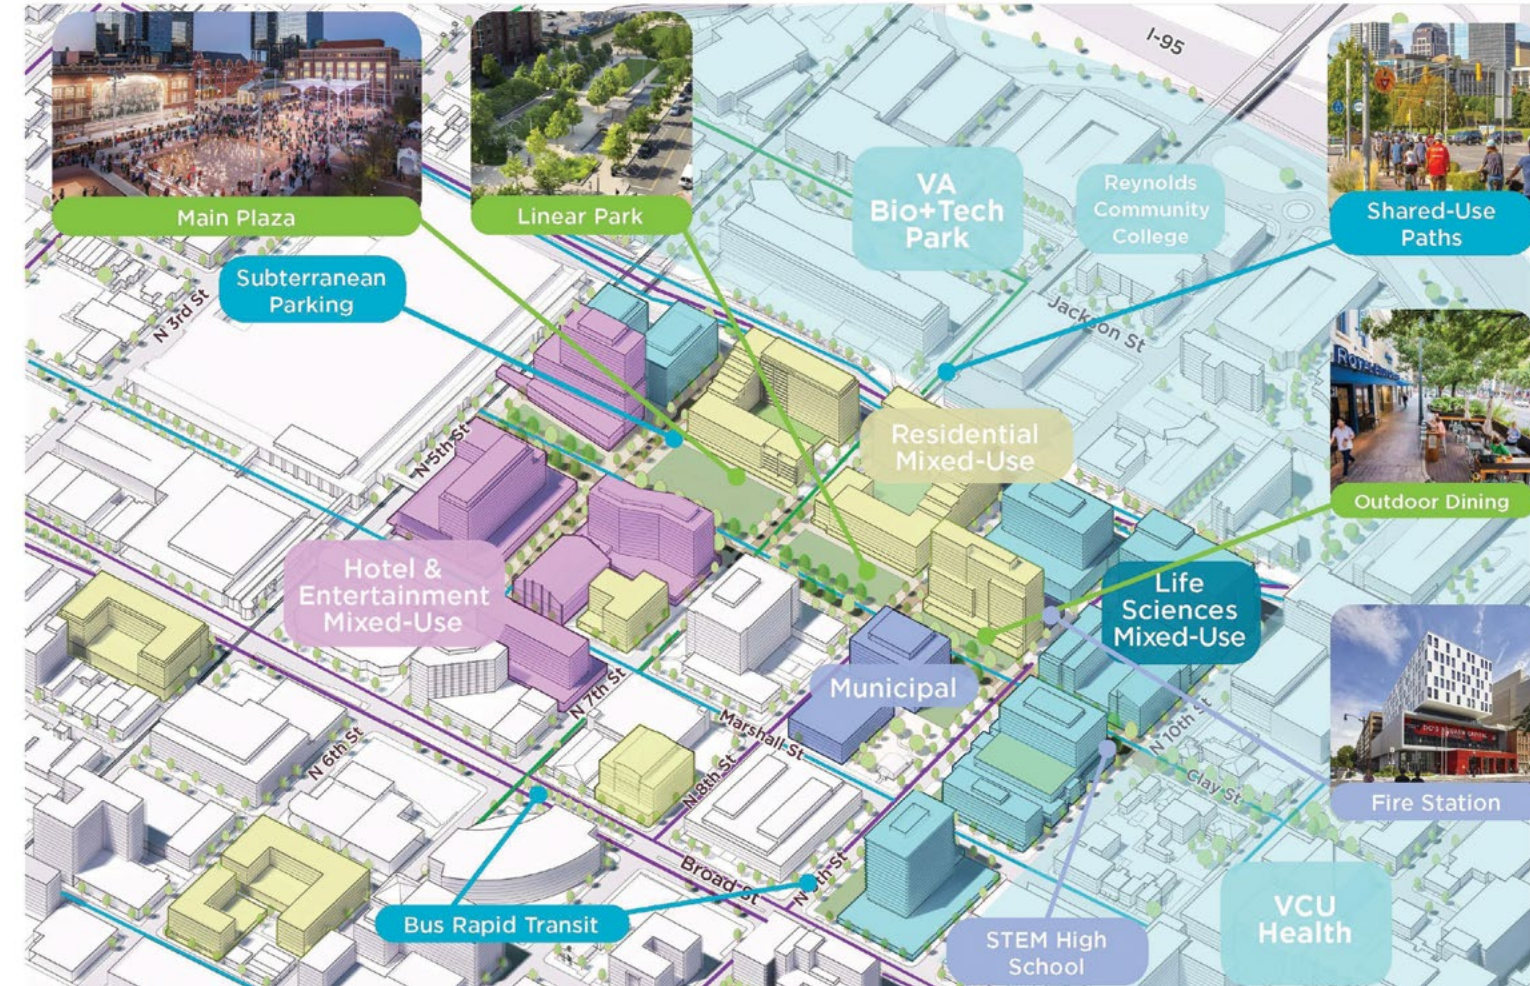 I-95
Main Plaza
Linear Park
VA
Bio+Tech
Park
Reynolds
Community
College
Shared-Use
Paths
Subterranean
Parking
N 3rd St
Jackson St
N 5th St
Residential
Mixed-Use
Outdoor Dining
Hotel &
Entertainment
Mixed-Use
Life
Sciences
Mixed-Use
Municipal
N 7th St
Marshall St
N 10th St
N 6th St
N 8th St
Clay St
Fire Station
Broad St
Bus Rapid Transit
STEM High
School
VCU
Health